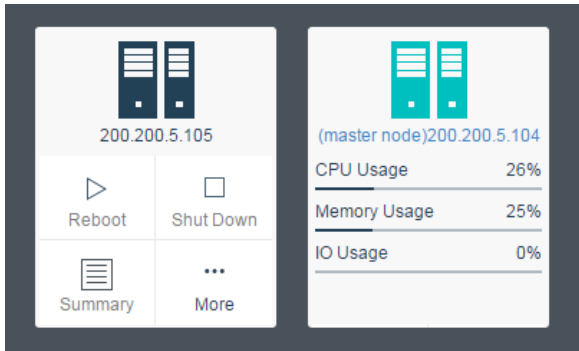 200.200.5.105
Reboot
Shut Down
Summary
More
(master node)200.200.5.104
CPU Usage 26%
Memory Usage 25%
IO Usage 0%